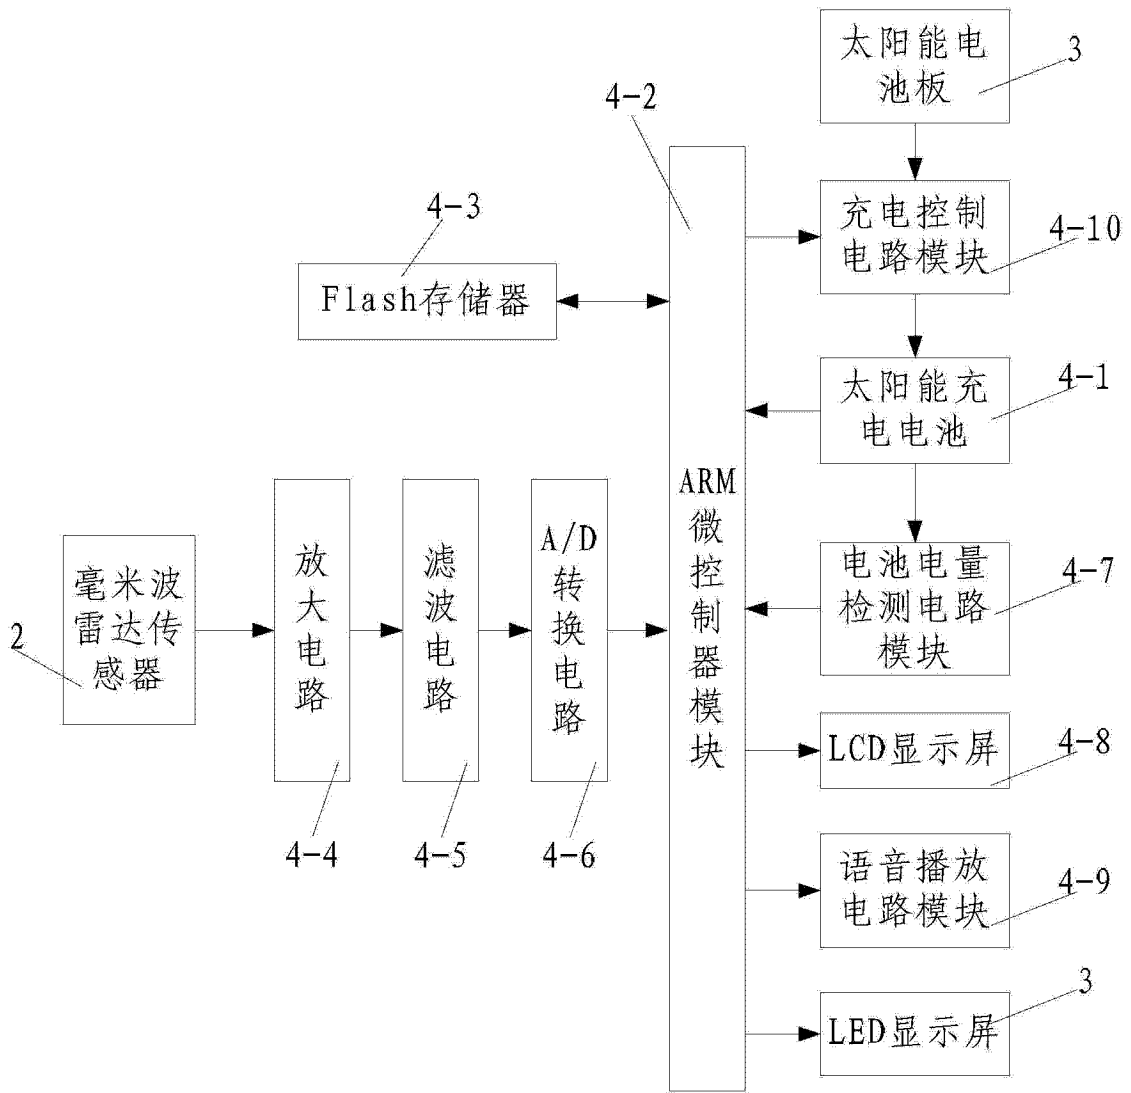 太阳能电
池板
3
4-2
充电控制
电路模块
4-10
4-3
Flash存储器
太阳能充
电电池
4-1
ARM
微
控
制
器
模
块
毫米波
雷达传
感器
2
放
大
电
路
4-4
滤
波
电
路
4-5
A/D
转
换
电
路
4-6
电池电量
检测电路
模块
4-7
LCD显示屏
4-8
语音播放
电路模块
4-9
LED显示屏
3